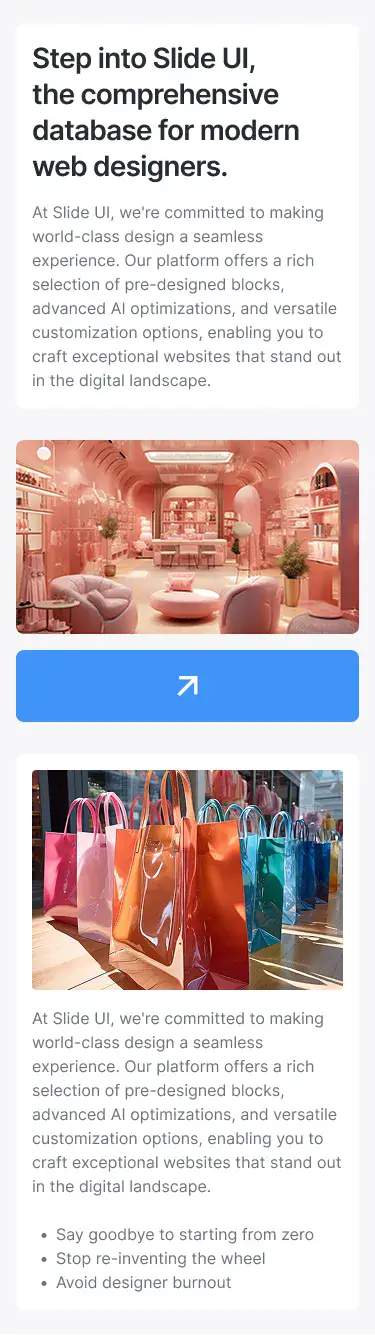 Step into Slide UI,
the comprehensive
database for modern
web designers.
At Slide UI, we're committed to making
world-class design a seamless
experience. Our platform offers a rich
selection of pre-designed blocks,
advanced AI optimizations, and versatile
customization options, enabling you to
craft exceptional websites that stand out
in the digital landscape.
At Slide UI, we're committed to making
world-class design a seamless
experience. Our platform offers a rich
selection of pre-designed blocks,
advanced AI optimizations, and versatile
customization options, enabling you to
craft exceptional websites that stand out
in the digital landscape.
• Say goodbye to starting from zero
• Stop re-inventing the wheel
• Avoid designer burnout